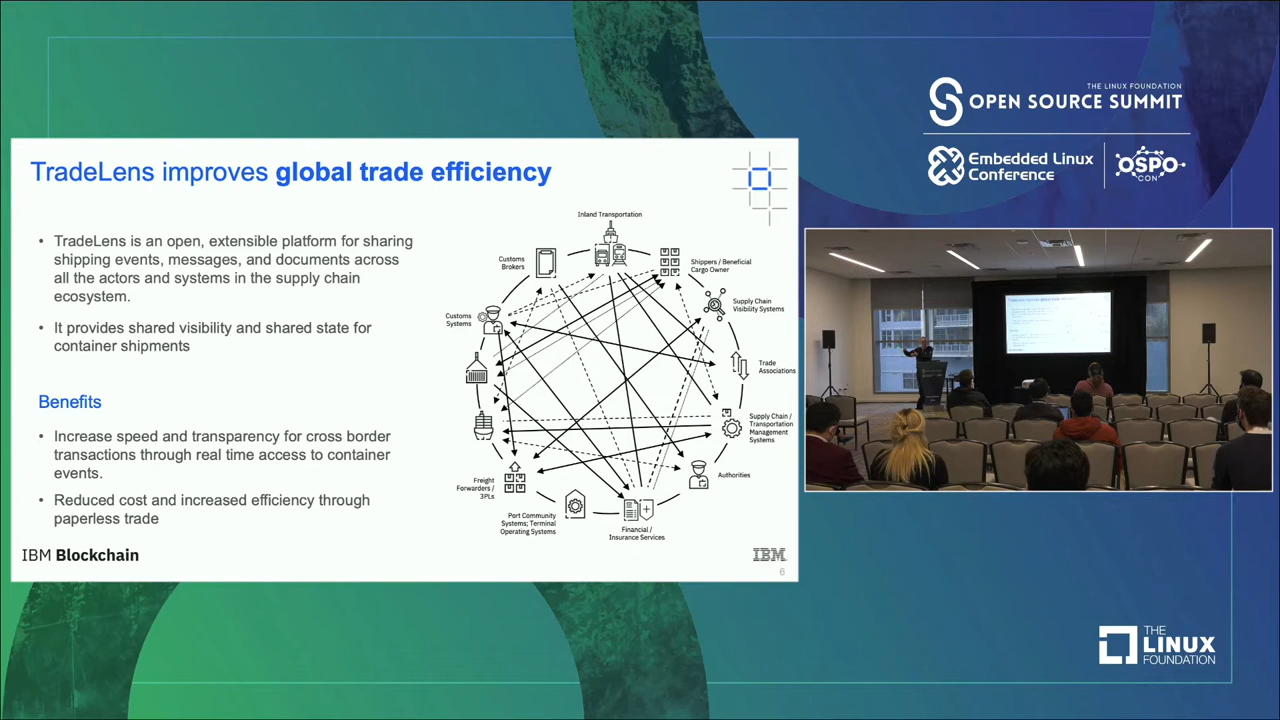 THE LINUX FOUNDATION
OPEN SOURCE SUMMIT
Embedded Linux
Conference
OSPO
CON
TradeLens improves global trade efficiency
• TradeLens is an open, extensible platform for sharing
shipping events, messages, and documents across
all the actors and systems in the supply chain
ecosystem.
• It provides shared visibility and shared state for
container shipments
Benefits
• Increase speed and transparency for cross border
transactions through real time access to container
events.
• Reduced cost and increased efficiency through
paperless trade
Inland Transportation
Customs
Brokers
Shippers / Beneficial
Cargo Owner
Customs
Systems
Supply Chain
Visibility Systems
Trade
Associations
Supply Chain /
Transportation
Management
Systems
Authorities
Freight
Forwarders /
3PLs
Port Community
Systems; Terminal
Operating Systems
Financial /
Insurance Services
IBM Blockchain
IBM
6
TradeLens improves global trade efficiency
THE
LINUX
FOUNDATION